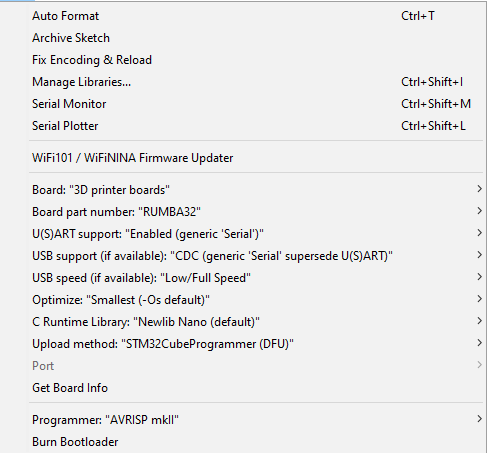 Auto Format Ctrl+T
Archive Sketch
Fix Encoding & Reload
Manage Libraries... Ctrl+Shift+I
Serial Monitor Ctrl+Shift+M
Serial Plotter Ctrl+Shift+L
WiFi101 / WiFiNINA Firmware Updater
Board: "3D printer boards"
Board part number: "RUMBA32"
U(S)ART support: "Enabled (generic 'Serial')"
USB support (if available): "CDC (generic 'Serial' supersede U(S)ART)"
USB speed (if available): "Low/Full Speed"
Optimize: "Smallest (-Os default)"
C Runtime Library: "Newlib Nano (default)"
Upload method: "STM32CubeProgrammer (DFU)"
Port
Get Board Info
Programmer: "AVRISP mkII"
Burn Bootloader